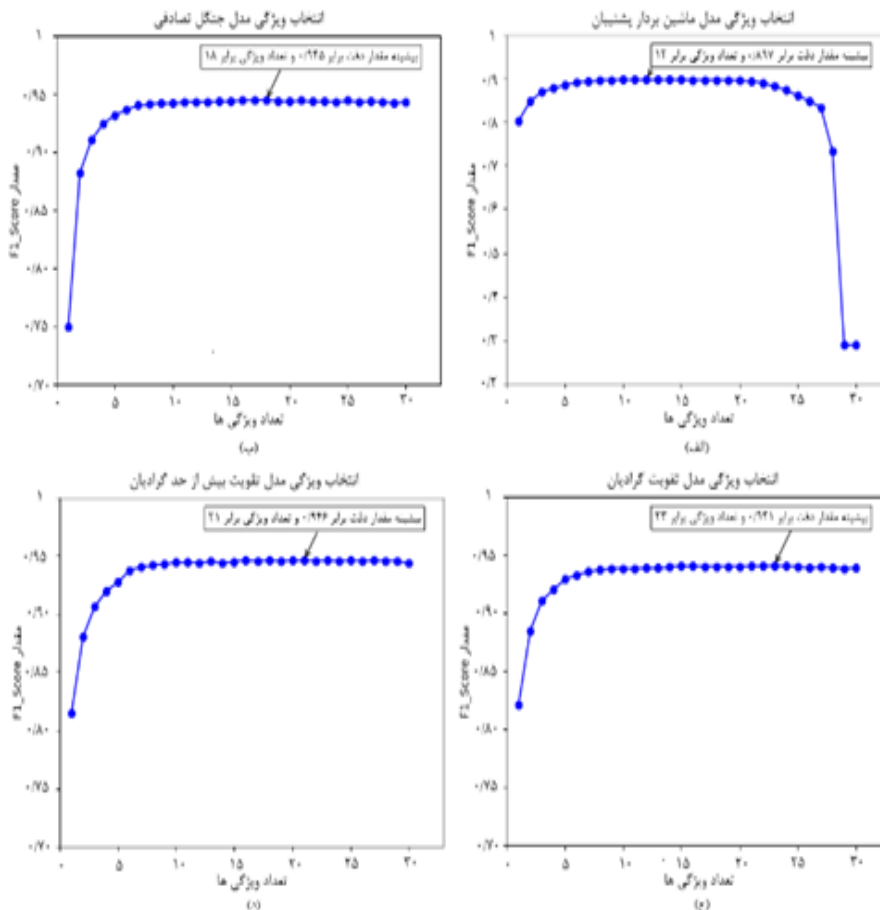 انتخاب ویژگی مدل ماشین بردار پشتیبان
بیشینه مقدار دقت برابر ۰/۸۹۷ و تعداد ویژگی برابر ۱۲
مقدار F1_Score
۱
۰/۹
۰/۸
۰/۷
۰/۶
۰/۵
۰/۴
۰/۳
۰/۲
۰ ۵ ۱۰ ۱۵ ۲۰ ۲۵ ۳۰
تعداد ویژگی ها
(الف)
انتخاب ویژگی مدل جنگل تصادفی
بیشینه مقدار دقت برابر ۰/۹۴۵ و تعداد ویژگی برابر ۱۸
مقدار F1_Score
۱
۰/۹۵
۰/۹۰
۰/۸۵
۰/۸۰
۰/۷۵
۰/۷۰
۰ ۵ ۱۰ ۱۵ ۲۰ ۲۵ ۳۰
تعداد ویژگی ها
(ب)
انتخاب ویژگی مدل تقویت گرادیان
بیشینه مقدار دقت برابر ۰/۹۴۱ و تعداد ویژگی برابر ۲۳
مقدار F1_Score
۱
۰/۹۵
۰/۹۰
۰/۸۵
۰/۸۰
۰/۷۵
۰/۷۰
۰ ۵ ۱۰ ۱۵ ۲۰ ۲۵ ۳۰
تعداد ویژگی ها
(ج)
انتخاب ویژگی مدل تقویت بیش از حد گرادیان
بیشینه مقدار دقت برابر ۰/۹۴۶ و تعداد ویژگی برابر ۲۱
مقدار F1_Score
۱
۰/۹۵
۰/۹۰
۰/۸۵
۰/۸۰
۰/۷۵
۰/۷۰
۰ ۵ ۱۰ ۱۵ ۲۰ ۲۵ ۳۰
تعداد ویژگی ها
(د)